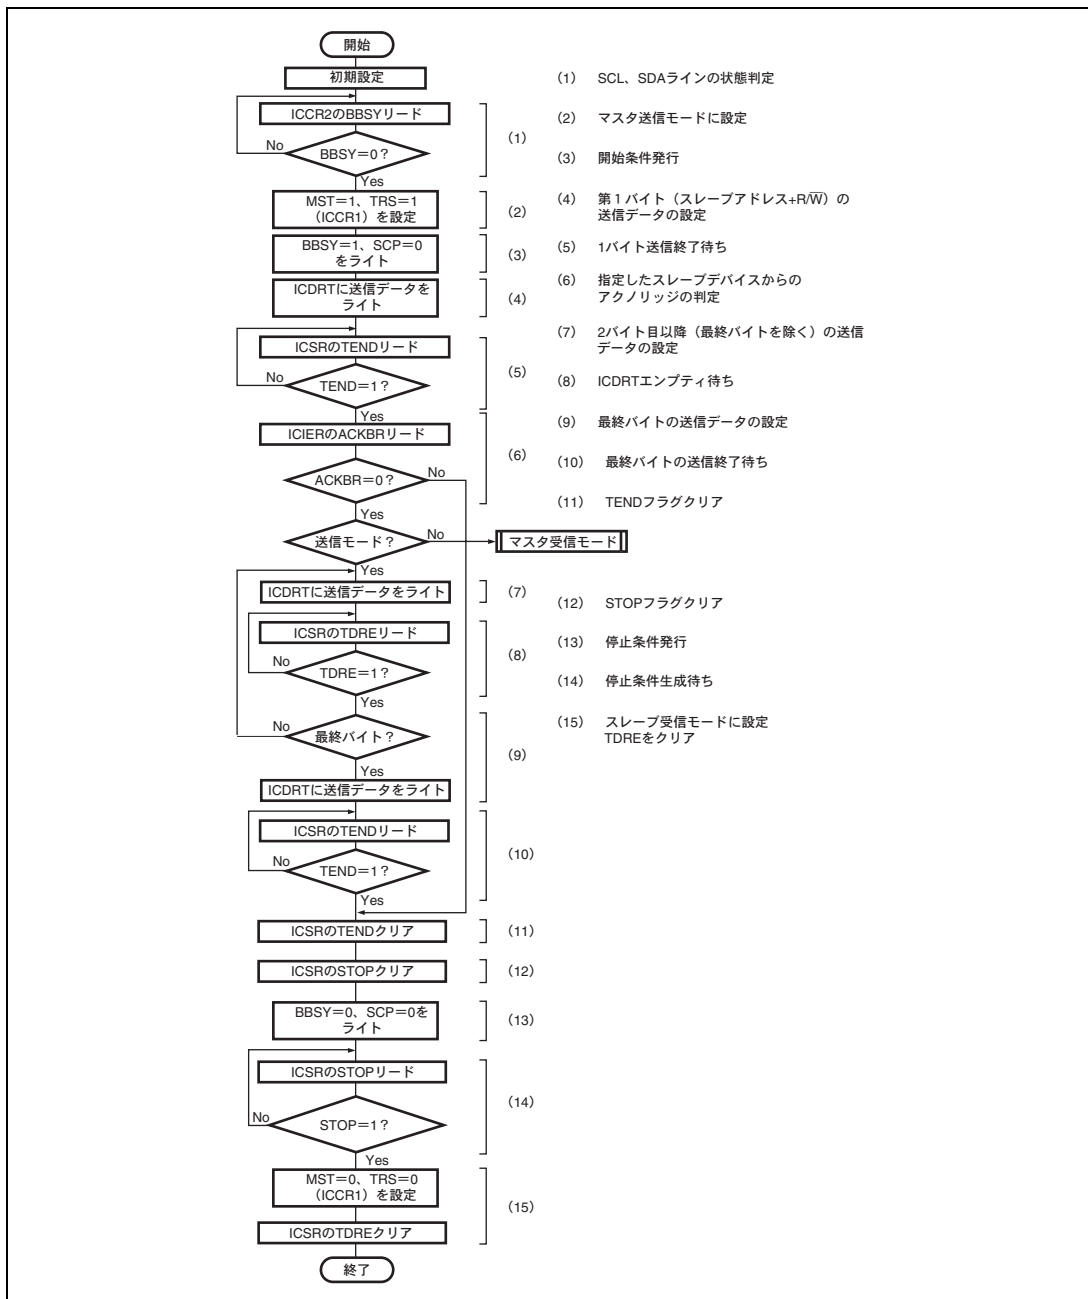 開始
初期設定
ICCR2のBBSYリード
No
BBSY=0?
(1)
Yes
MST=1、TRS=1
(ICCR1)を設定
(2)
BBSY=1、SCP=0
をライト
(3)
ICDRTに送信データを
ライト
(4)
ICSRのTENDリード
No
TEND=1?
(5)
Yes
ICIERのACKBRリード
ACKBR=0?
No
(6)
Yes
送信モード?
No
マスタ受信モード
Yes
ICDRTに送信データをライト
(7)
ICSRのTDREリード
No
TDRE=1?
(8)
Yes
No
最終バイト?
(9)
Yes
ICDRTに送信データをライト
ICSRのTENDリード
No
TEND=1?
(10)
Yes
ICSRのTENDクリア
(11)
ICSRのSTOPクリア
(12)
BBSY=0、SCP=0を
ライト
(13)
ICSRのSTOPリード
No
STOP=1?
(14)
Yes
MST=0、TRS=0
(ICCR1)を設定
(15)
ICSRのTDREクリア
終了
(1) SCL、SDAラインの状態判定
(2) マスタ送信モードに設定
(3) 開始条件発行
(4) 第1バイト(スレーブアドレス+R/W̅)の
送信データの設定
(5) 1バイト送信終了待ち
(6) 指定したスレーブデバイスからの
アクノリッジの判定
(7) 2バイト目以降(最終バイトを除く)の送信
データの設定
(8) ICDRTエンプティ待ち
(9) 最終バイトの送信データの設定
(10) 最終バイトの送信終了待ち
(11) TENDフラグクリア
(12) STOPフラグクリア
(13) 停止条件発行
(14) 停止条件生成待ち
(15) スレーブ受信モードに設定
TDREをクリア